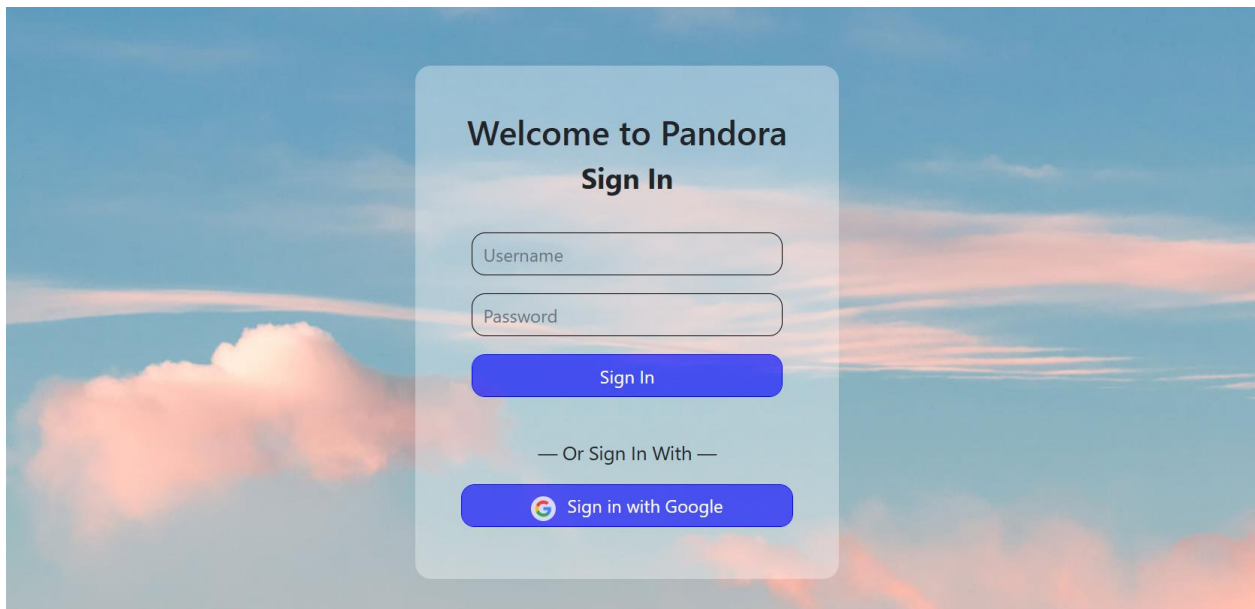 Welcome to Pandora
Sign In
Username
Password
Sign In
— Or Sign In With —
Sign in with Google